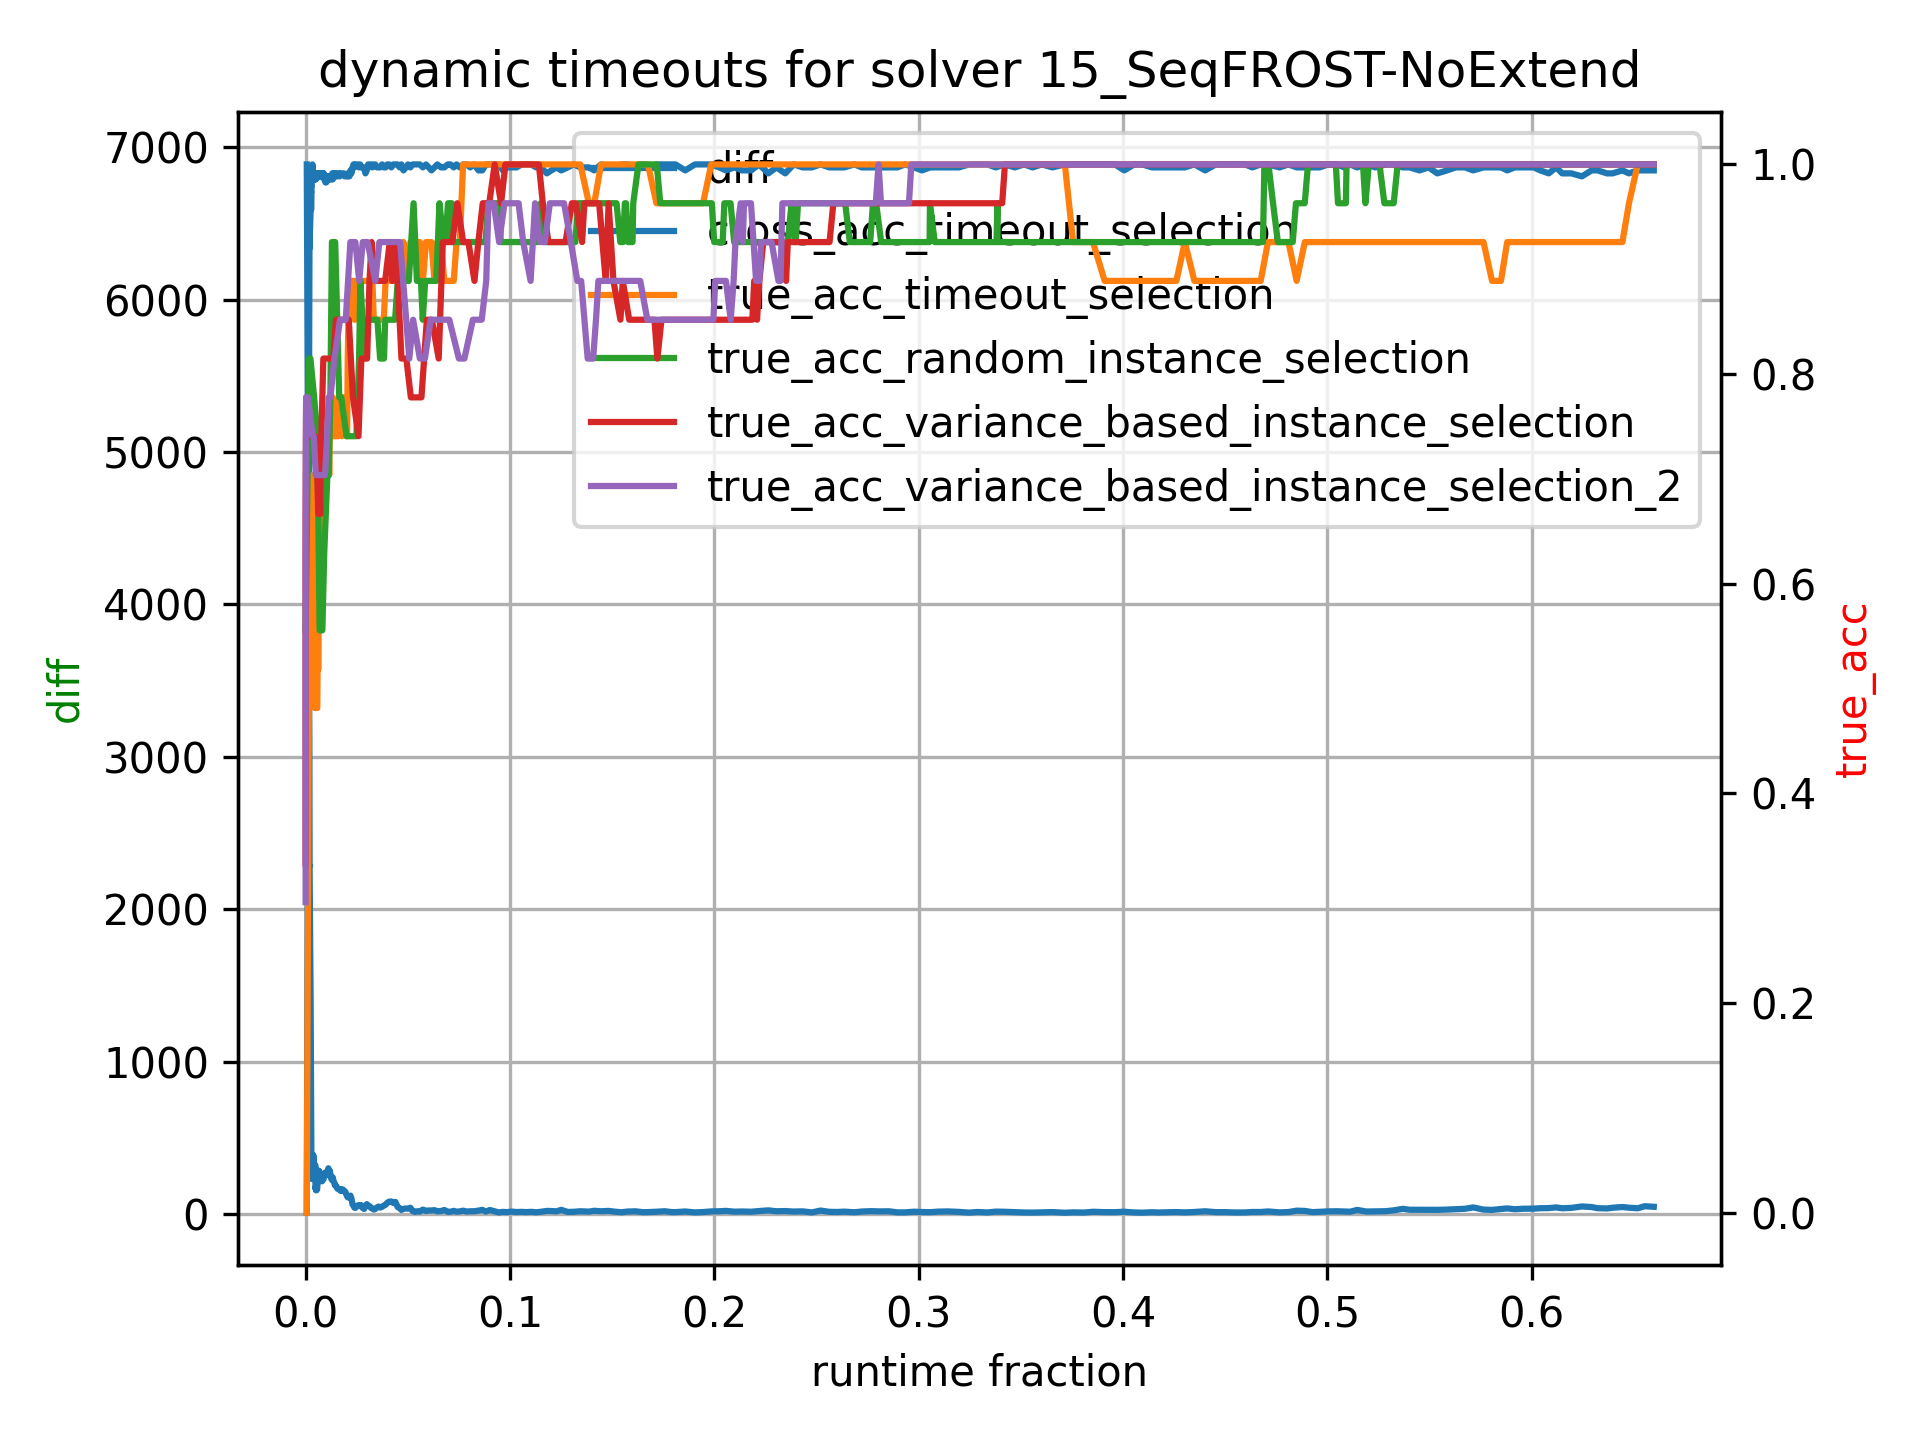 dynamic timeouts for solver 15_SeqFROST-NoExtend
7000
6000
5000
4000
3000
2000
1000
0
diff
diff
cross_acc_timeout_selection
true_acc_timeout_selection
true_acc_random_instance_selection
true_acc_variance_based_instance_selection
true_acc_variance_based_instance_selection_2
1.0
0.8
0.6
0.4
0.2
0.0
true_acc
0.0 0.1 0.2 0.3 0.4 0.5 0.6
runtime fraction